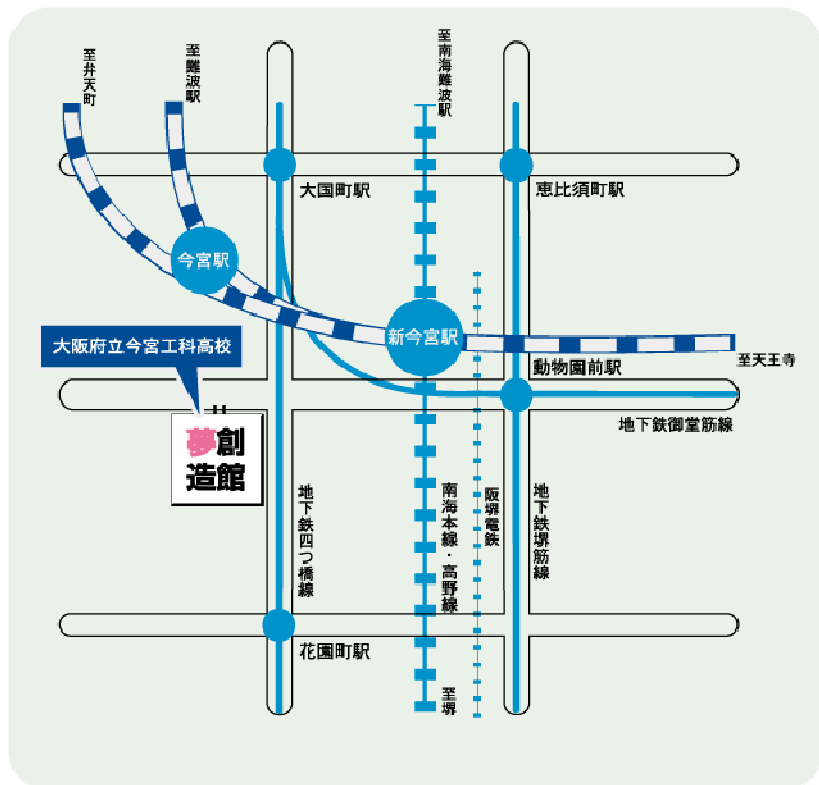 至井天町
至難波駅
至南海難波駅
大国町駅
恵比須町駅
今宮駅
新今宮駅
大阪府立今宮工科高校
動物園前駅
至天王寺
地下鉄御堂筋線
夢創
造館
地下鉄四つ橋線
南海本線・高野線
阪堺電鉄
地下鉄堺筋線
花園町駅
至堺